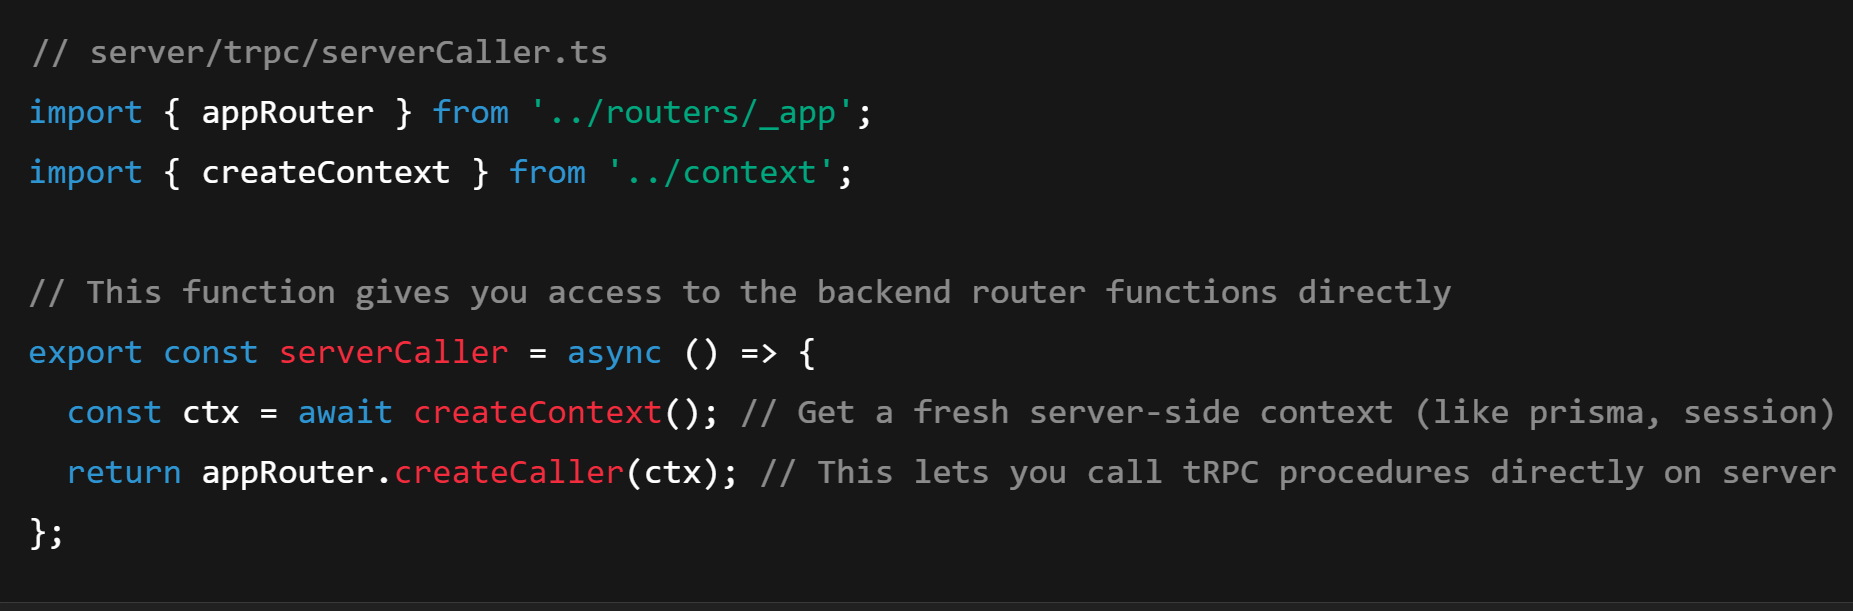 // server/trpc/serverCaller.ts
import { appRouter } from '../routers/_app';
import { createContext } from '../context';
// This function gives you access to the backend router functions directly
export const serverCaller = async () => {
  const ctx = await createContext(); // Get a fresh server-side context (like prisma, session)
  return appRouter.createCaller(ctx); // This lets you call tRPC procedures directly on server
};